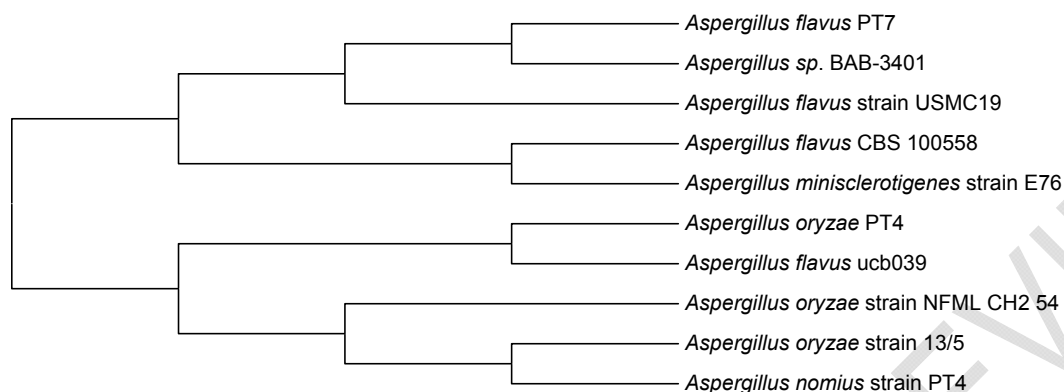 Aspergillus flavus PT7
Aspergillus sp. BAB-3401
Aspergillus flavus strain USMC19
Aspergillus flavus CBS 100558
Aspergillus minisclerotigenes strain E76
Aspergillus oryzae PT4
Aspergillus flavus ucb039
Aspergillus oryzae strain NFML CH2 54
Aspergillus oryzae strain 13/5
Aspergillus nomius strain PT4